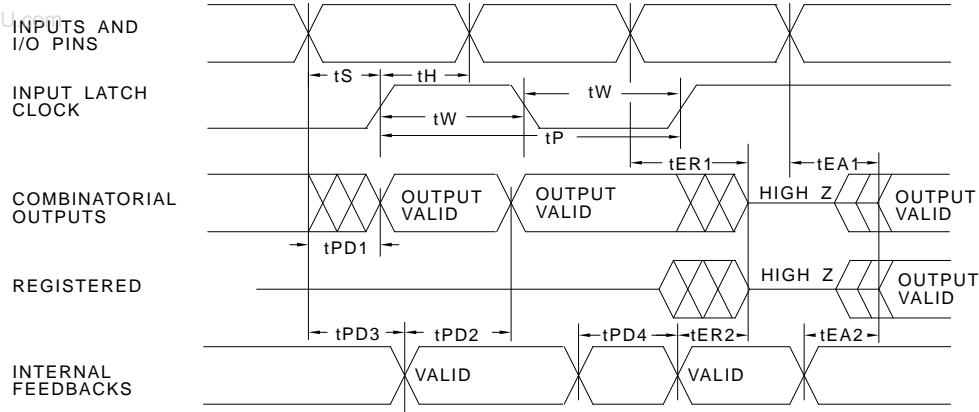 U.com
INPUTS AND
I/O PINS
tS
tH
INPUT LATCH
CLOCK
tW
tW
tP
tER1
tEA1
COMBINATORIAL
OUTPUTS
OUTPUT
VALID
OUTPUT
VALID
HIGH Z
OUTPUT
VALID
tPD1
REGISTERED
HIGH Z
OUTPUT
VALID
tPD3
tPD2
tPD4
tER2
tEA2
INTERNAL
FEEDBACKS
VALID
VALID